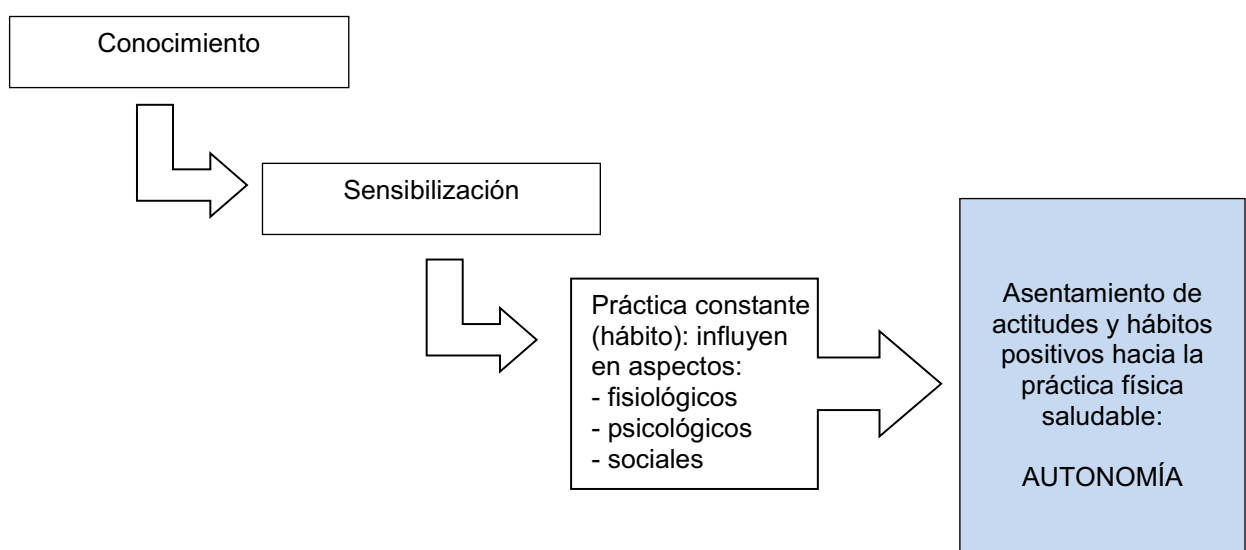 Conocimiento
Sensibilización
Práctica constante
(hábito): influyen
en aspectos:
- fisiológicos
- psicológicos
- sociales
Asentamiento de
actitudes y hábitos
positivos hacia la
práctica física
saludable:
AUTONOMÍA